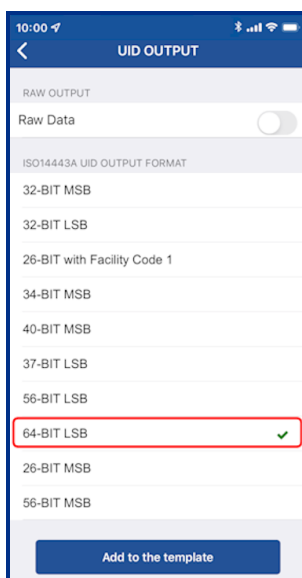 10:00
UID OUTPUT
RAW OUTPUT
Raw Data
ISO14443A UID OUTPUT FORMAT
32-BIT MSB
32-BIT LSB
26-BIT with Facility Code 1
34-BIT MSB
40-BIT MSB
37-BIT LSB
56-BIT LSB
64-BIT LSB
26-BIT MSB
56-BIT MSB
Add to the template